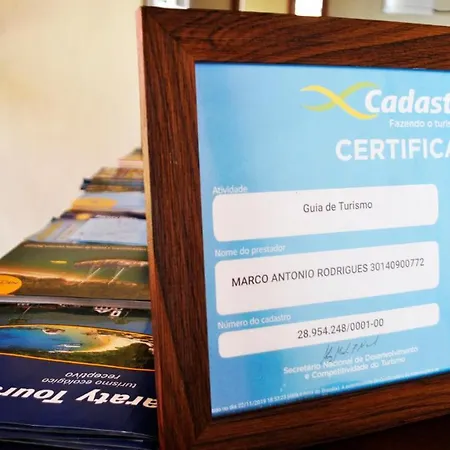 Cadast
Fazendo o turis
CERTIFICA
Atividade
Guia de Turismo
Nome do prestador
MARCO ANTONIO RODRIGUES 30140900772
Número do cadastro
28.954.248/0001-00
Secretário Nacional de Desenvolvimento
e Competitividade do Turismo
araty Tours
turismo ecológico
receptivo